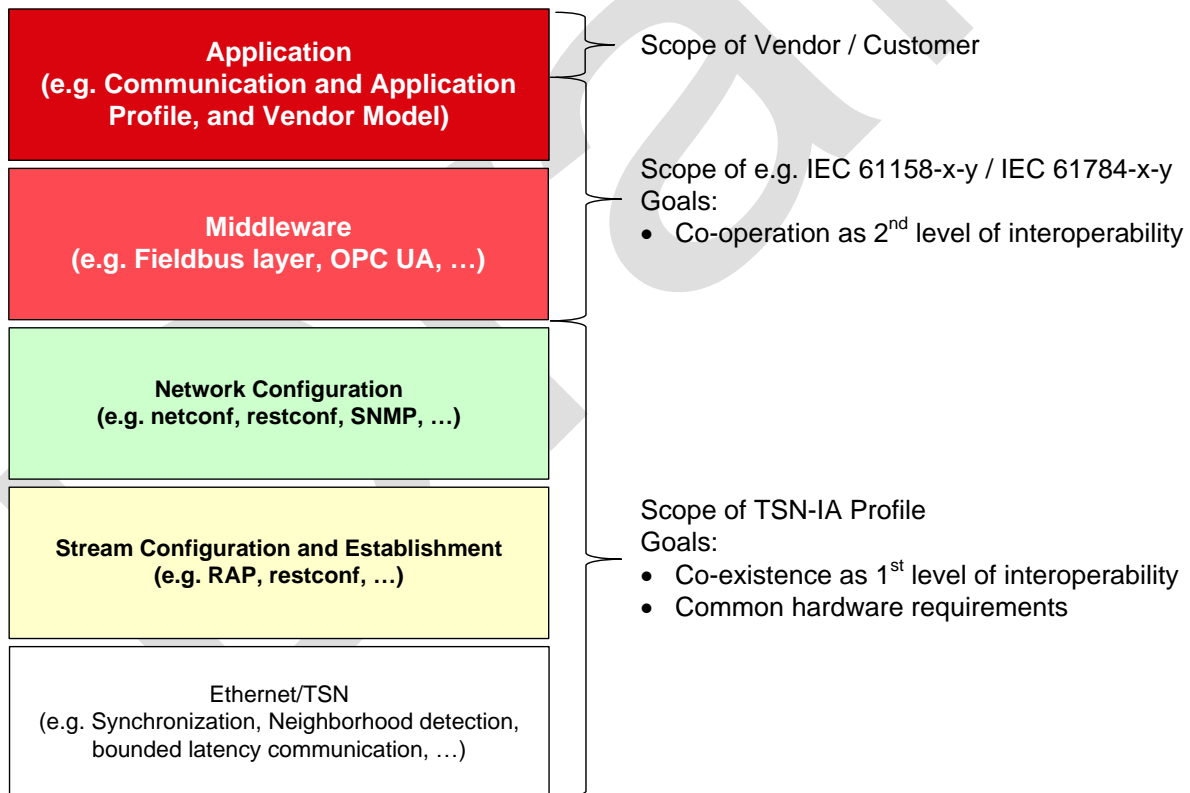 Application
(e.g. Communication and Application
Profile, and Vendor Model)
Scope of Vendor / Customer
Middleware
(e.g. Fieldbus layer, OPC UA, …)
Scope of e.g. IEC 61158-x-y / IEC 61784-x-y
Goals:
• Co-operation as 2nd level of interoperability
Network Configuration
(e.g. netconf, restconf, SNMP, …)
Stream Configuration and Establishment
(e.g. RAP, restconf, …)
Ethernet/TSN
(e.g. Synchronization, Neighborhood detection,
bounded latency communication, …)
Scope of TSN-IA Profile
Goals:
• Co-existence as 1st level of interoperability
• Common hardware requirements